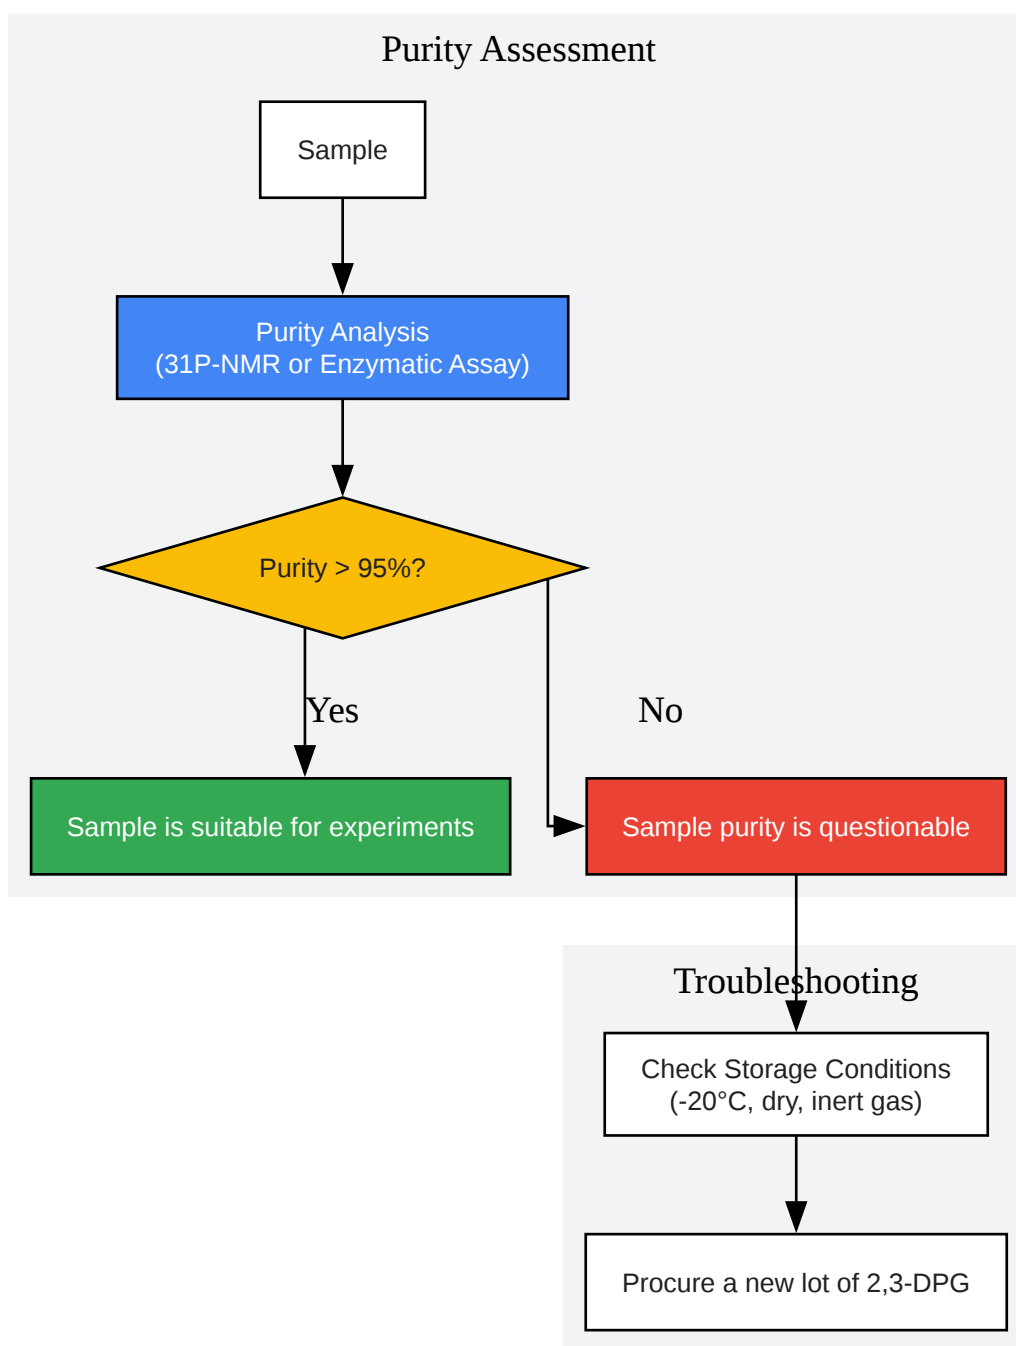 Purity Assessment
Sample
Purity Analysis
(31P-NMR or Enzymatic Assay)
Purity > 95%?
Yes
No
Sample is suitable for experiments
Sample purity is questionable
Troubleshooting
Check Storage Conditions
(-20°C, dry, inert gas)
Procure a new lot of 2,3-DPG